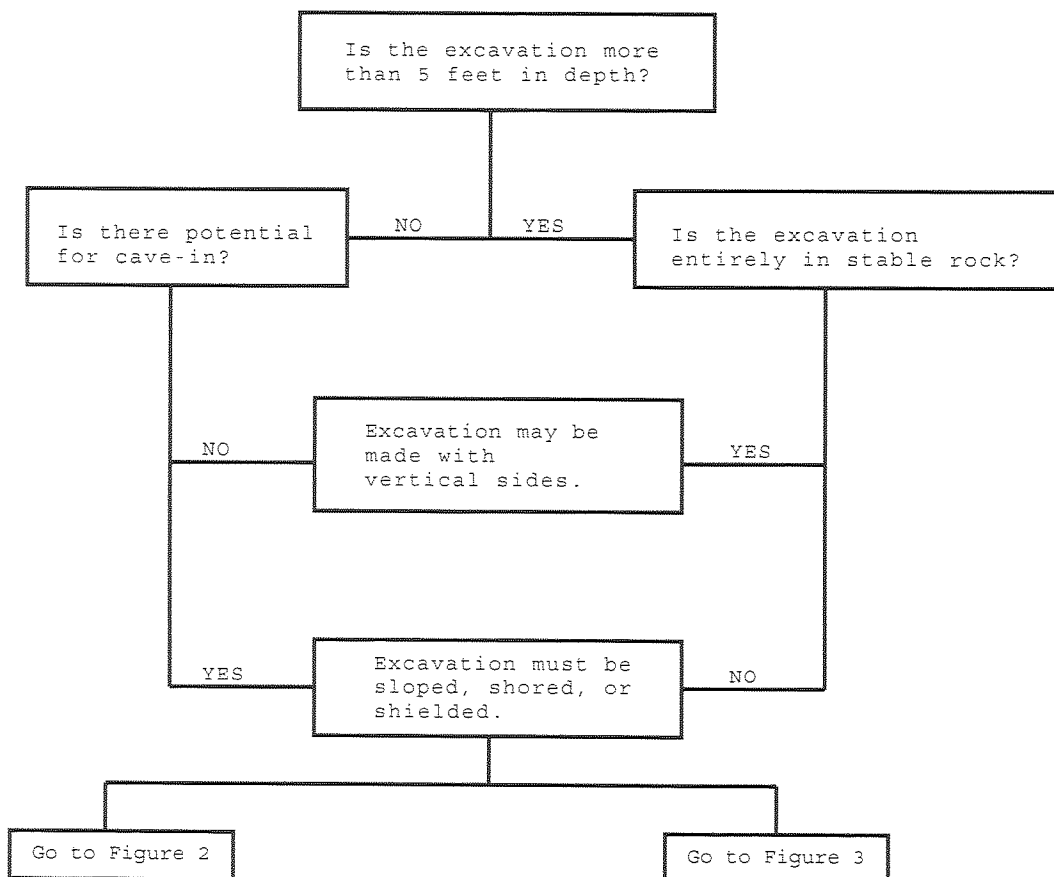 Is the excavation more
than 5 feet in depth?
NO
YES
Is there potential
for cave-in?
Is the excavation
entirely in stable rock?
NO
Excavation may be
made with
vertical sides.
YES
YES
Excavation must be
sloped, shored, or
shielded.
NO
Go to Figure 2
Go to Figure 3